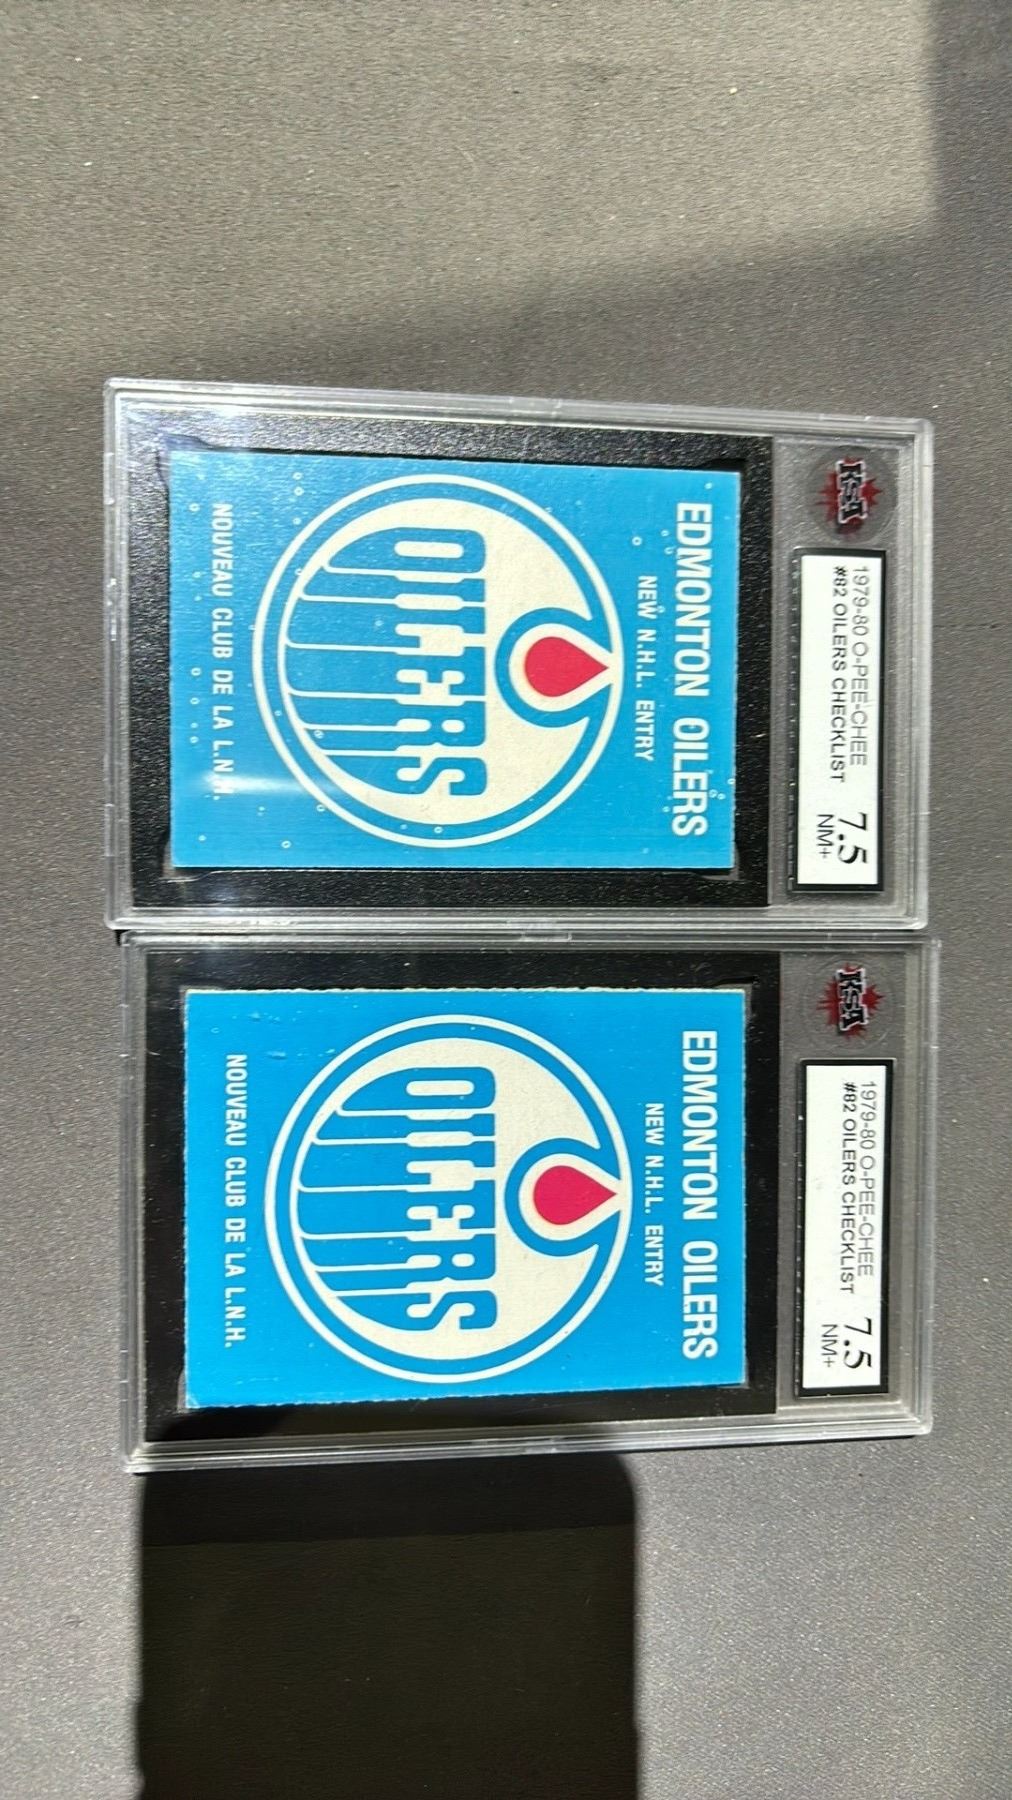 KSA
1979-80 O-PEE-CHEE
#82 OILERS CHECKLIST
7.5
NM+
EDMONTON OILERS
NEW N.H.L. ENTRY
OILERS
NOUVEAU CLUB DE LA L.N.H.
KSA
1979-80 O-PEE-CHEE
#82 OILERS CHECKLIST
7.5
NM+
EDMONTON OILERS
NEW N.H.L. ENTRY
OILERS
NOUVEAU CLUB DE LA L.N.H.